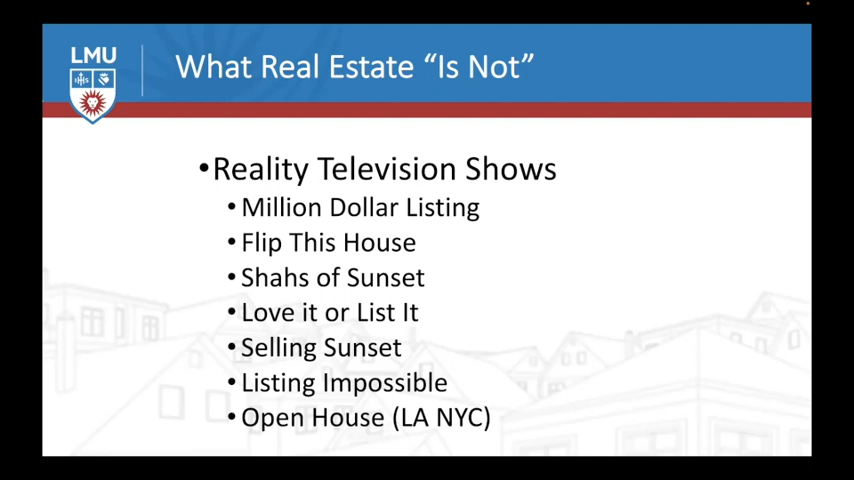 LMU
IHS
What Real Estate “Is Not”
•Reality Television Shows
•Million Dollar Listing
•Flip This House
•Shahs of Sunset
•Love it or List It
•Selling Sunset
•Listing Impossible
•Open House (LA NYC)